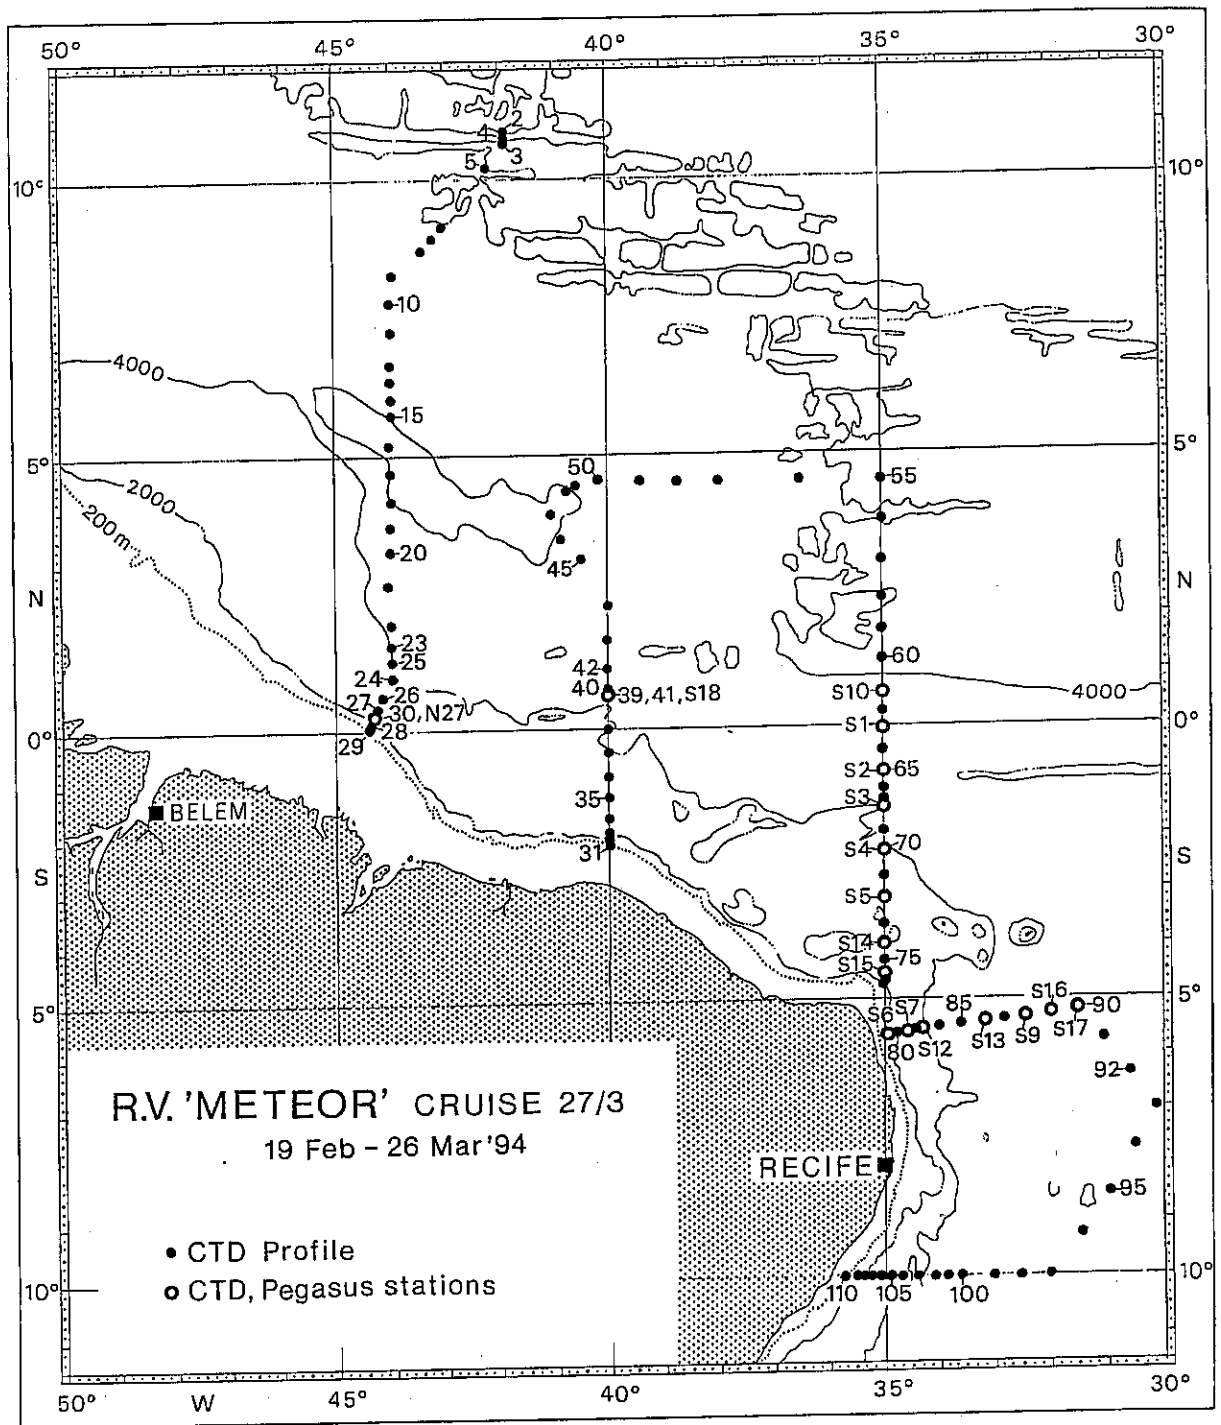 50° 45° 40° 35° 30°
2
4
3
5
10° 10°
10
4000
15
5° 5°
50
55
2000
200m
20
45
N N
23
25
60
42
24
26
S10
4000
40
39,41,S18
27
30,N27
0°
S1
28
29
0°
S2 65
S3
35
BELEM
70
S4
31
S S
S5
S14
75
S15
S16
5°
90
85
S7
S6
5°
80 S12 S13 S9 S17
92
R.V. 'METEOR' CRUISE 27/3
19 Feb – 26 Mar '94
RECIFE
95
CTD Profile
CTD, Pegasus stations
10°
110 105 100
10°
50° W 45° 40° 35° 30°